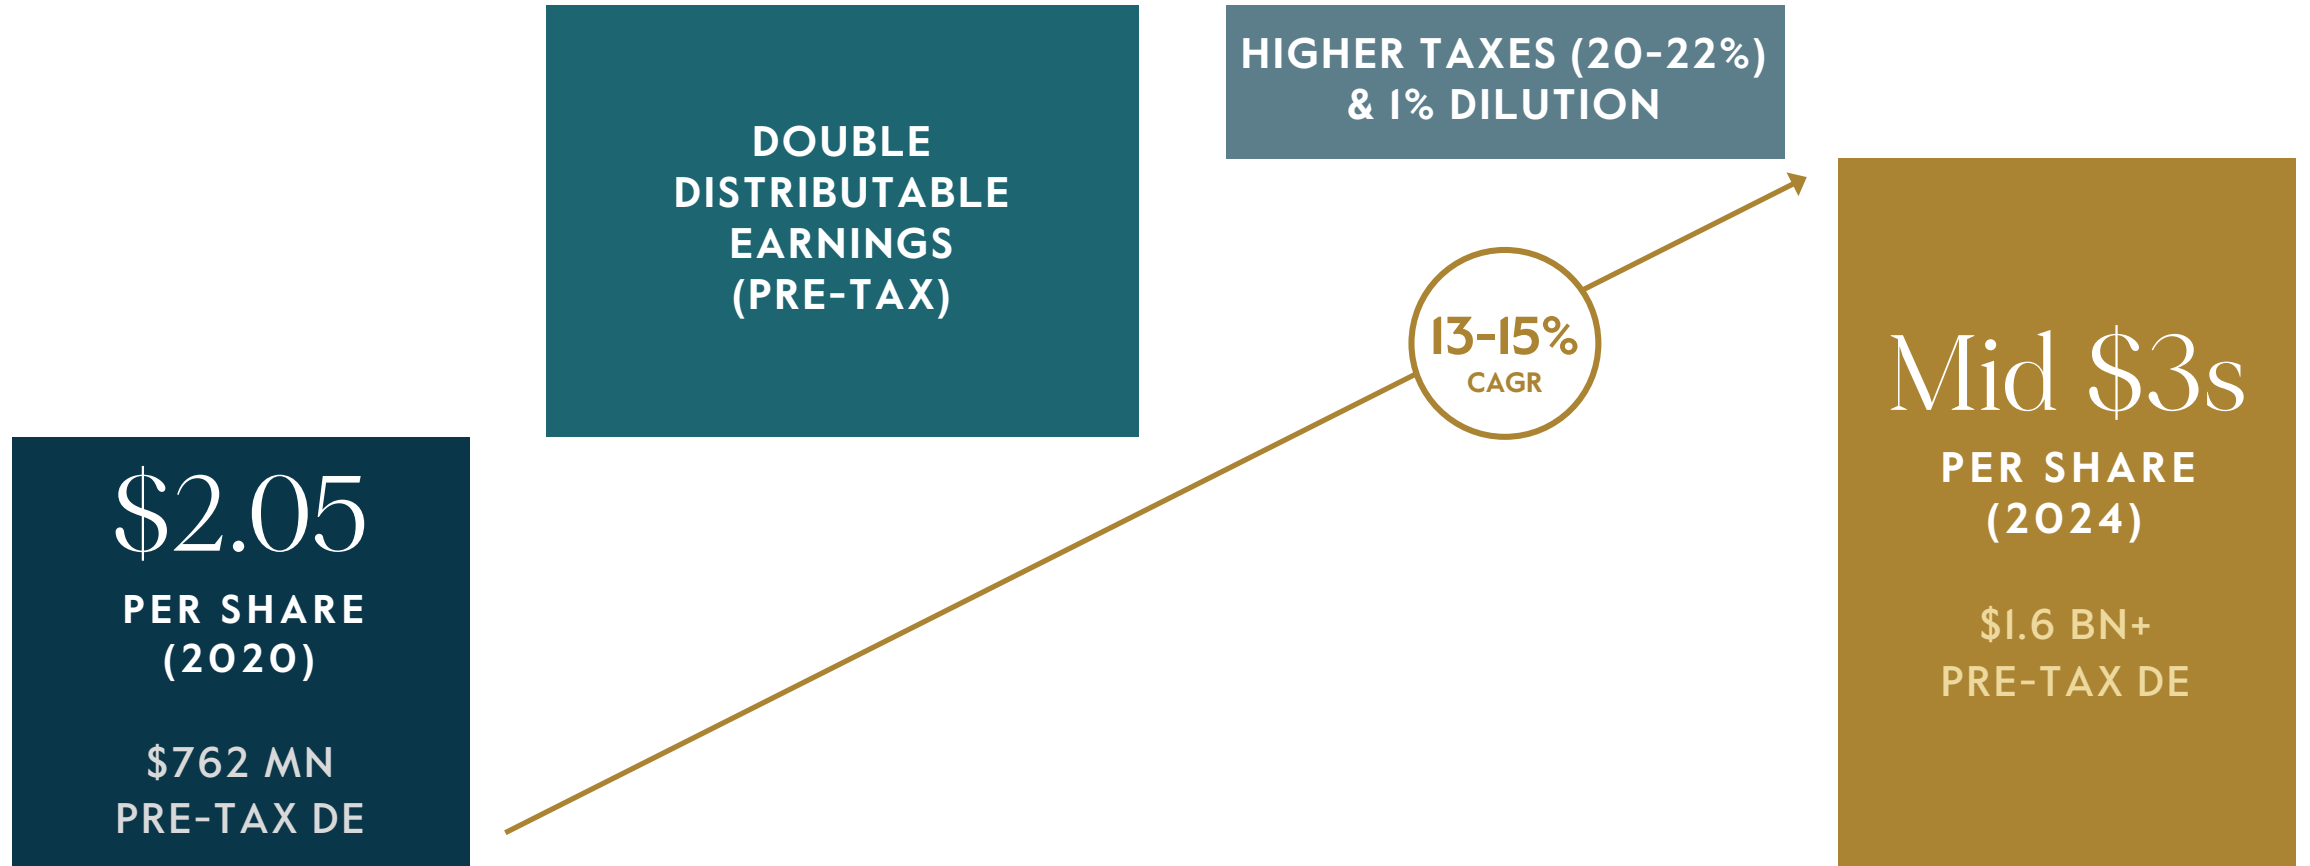 $2.05
PER SHARE
(2020)
$762 MN
PRE-TAX DE
DOUBLE
DISTRIBUTABLE
EARNINGS
(PRE-TAX)
HIGHER TAXES (20-22%)
& 1% DILUTION
13-15%
CAGR
Mid $3s
PER SHARE
(2024)
$1.6 BN+
PRE-TAX DE